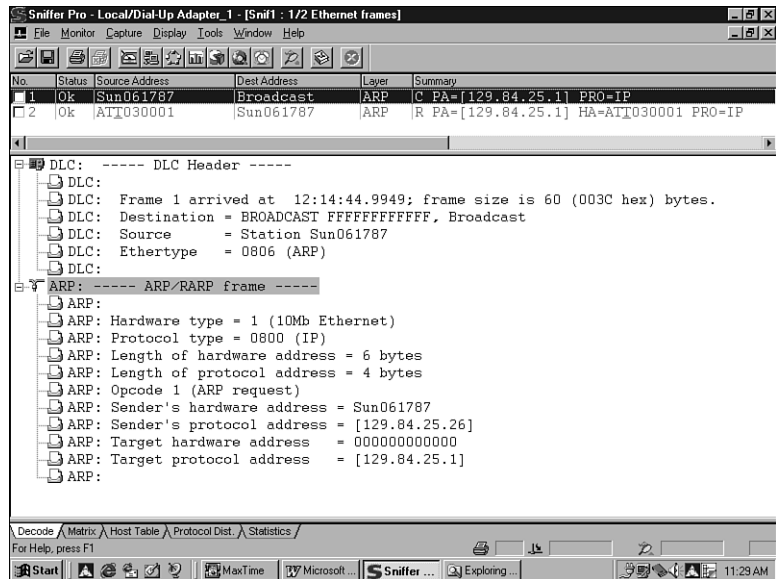 Sniffer Pro - Local/Dial-Up Adapter_1 - [Snif1 : 1/2 Ethernet frames]
File Monitor Capture Display Tools Window Help
No. Status Source Address Dest Address Layer Summary
1 Ok Sun061787 Broadcast ARP C PA=[129.84.25.1] PRO=IP
2 Ok ATT030001 Sun061787 ARP R PA=[129.84.25.1] HA=ATT030001 PRO=IP
DLC: ----- DLC Header -----
DLC:
DLC: Frame 1 arrived at 12:14:44.9949; frame size is 60 (003C hex) bytes.
DLC: Destination = BROADCAST FFFFFFFFFFFF, Broadcast
DLC: Source = Station Sun061787
DLC: Ethertype = 0806 (ARP)
DLC:
ARP: ----- ARP/RARP frame -----
ARP:
ARP: Hardware type = 1 (10Mb Ethernet)
ARP: Protocol type = 0800 (IP)
ARP: Length of hardware address = 6 bytes
ARP: Length of protocol address = 4 bytes
ARP: Opcode 1 (ARP request)
ARP: Sender's hardware address = Sun061787
ARP: Sender's protocol address = [129.84.25.26]
ARP: Target hardware address = 000000000000
ARP: Target protocol address = [129.84.25.1]
ARP:
Decode Matrix Host Table Protocol Dist. Statistics
For Help, press F1
Start MaxTime Microsoft ... Sniffer ... Exploring ... 11:29 AM